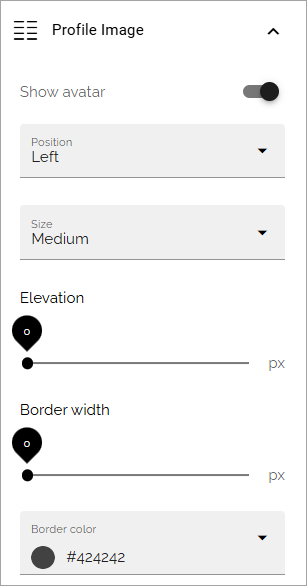 Profile Image
Show avatar
Position
Left
Size
Medium
Elevation
0
px
Border width
0
px
Border color
#424242